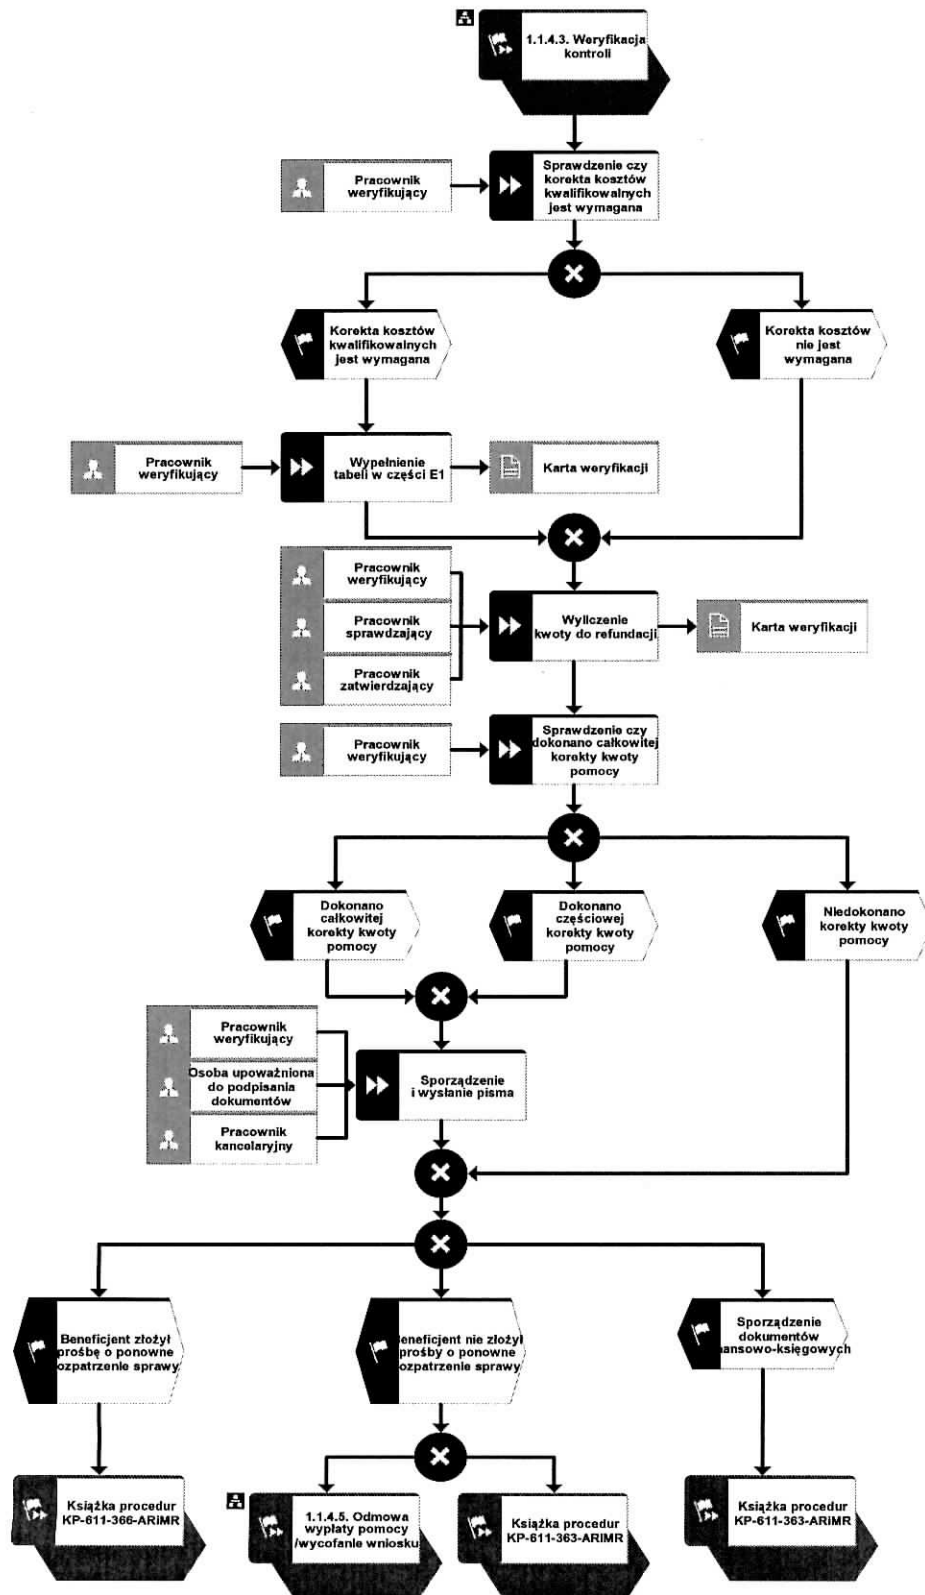 1.1.4.3. Weryfikacja
kontroli
Pracownik
weryfikujący
Sprawdzenie czy
korekta kosztów
kwalifikowalnych
jest wymagana
Korekta kosztów
kwalifikowalnych
jest wymagana
Korekta kosztów
nie jest
wymagana
Pracownik
weryfikujący
Wypełnienie
tabeli w części E1
Karta weryfikacji
Pracownik
weryfikujący
Pracownik
sprawdzający
Pracownik
zatwierdzający
Wyliczenie
kwoty do refundacji
Karta weryfikacji
Pracownik
weryfikujący
Sprawdzenie czy
dokonano całkowitej
korekty kwoty
pomocy
Dokonano
całkowitej
korekty kwoty
pomocy
Dokonano
częściowej
korekty kwoty
pomocy
Niedokonano
korekty kwoty
pomocy
Pracownik
weryfikujący
Osoba upoważniona
do podpisania
dokumentów
Pracownik
kancelaryjny
Sporządzenie
i wysłanie pisma
Beneficjent złożył
prośbę o ponowne
ozpatrzenie sprawy
eneficjent nie złożył
prośby o ponowne
ozpatrzenie sprawy
Sporządzenie
dokumentów
nansowo-księgowych
Książka procedur
KP-611-366-ARiMR
1.1.4.5. Odmowa
wypłaty pomocy
/wycofanie wniosku
Książka procedur
KP-611-363-ARIMR
Książka procedur
KP-611-363-ARiMR